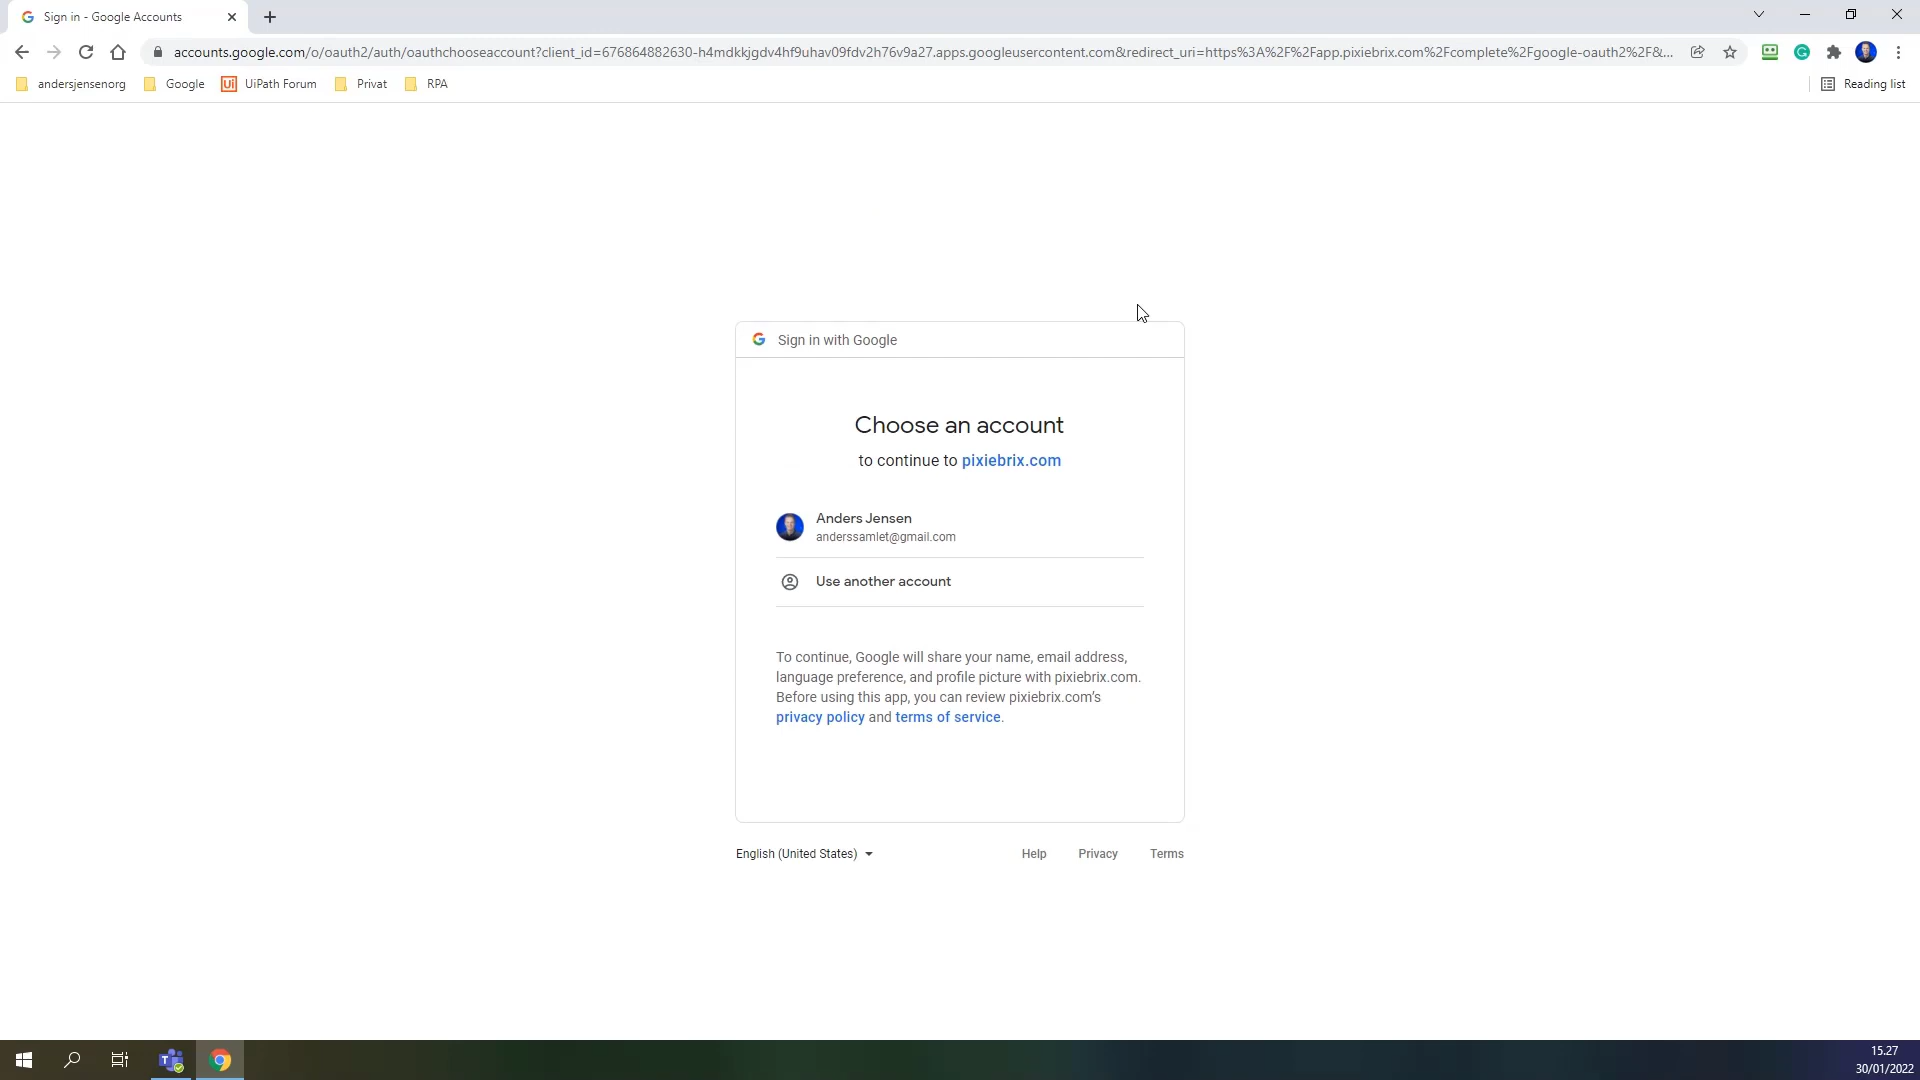 Sign in - Google Accounts
accounts.google.com/o/oauth2/auth/oauthchooseaccount?client_id=676864882630-h4mdkkjgdv4hf9uhav09fdv2h76v9a27.apps.googleusercontent.com&redirect_uri=https%3A%2F%2Fapp.pixiebrix.com%2Fcomplete%2Fgoogle-oauth2%2F&...
andersjensenorg
Google
Ui
UiPath Forum
Privat
RPA
Reading list
Sign in with Google
Choose an account
to continue to pixiebrix.com
Anders Jensen
anderssamlet@gmail.com
Use another account
To continue, Google will share your name, email address,
language preference, and profile picture with pixiebrix.com.
Before using this app, you can review pixiebrix.com's
privacy policy and terms of service.
English (United States)
Help
Privacy
Terms
15.27
30/01/2022